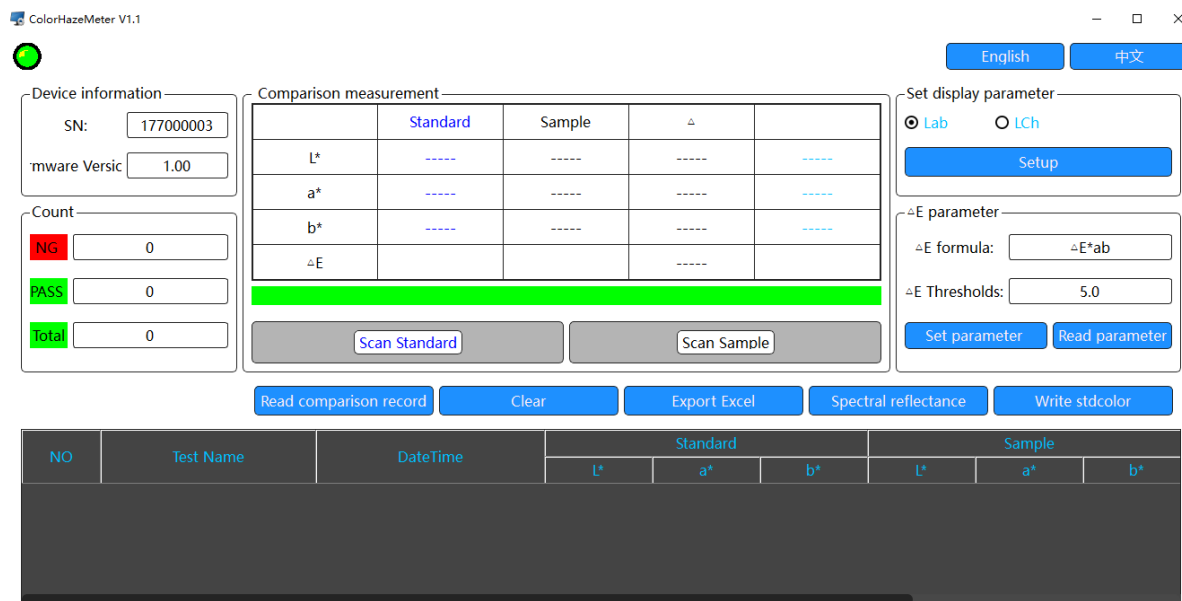 ColorHazeMeter V1.1
English 中文
Device information
SN: 177000003
rmware Versic 1.00
Count
NG 0
PASS 0
Total 0
Comparison measurement
Standard Sample △
L* ----- ----- ----- -----
a* ----- ----- ----- -----
b* ----- ----- ----- -----
△E -----
Scan Standard Scan Sample
Set display parameter
Lab LCh
Setup
△E parameter
△E formula: △E*ab
△E Thresholds: 5.0
Set parameter Read parameter
Read comparison record Clear Export Excel Spectral reflectance Write stdcolor
NO Test Name DateTime Standard Sample
L* a* b* L* a* b*